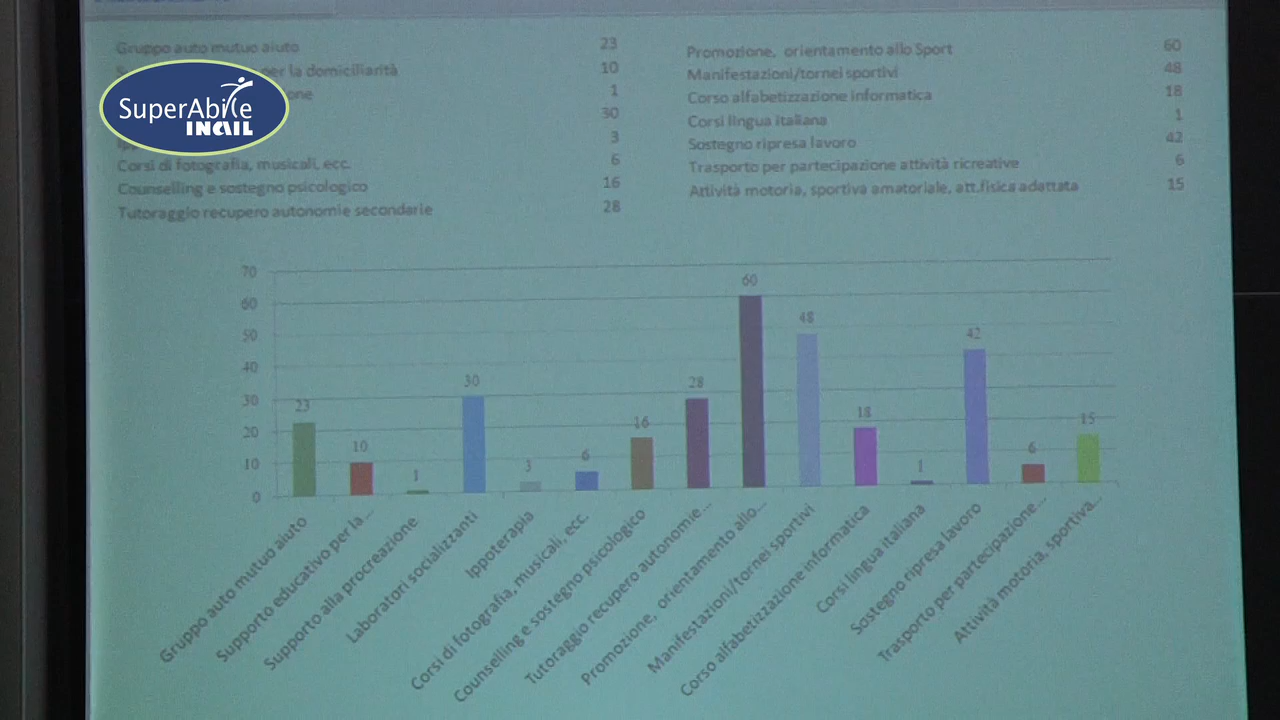 Gruppo auto mutuo aiuto 23
per la domiciliarità 10
one 1
30
3
Corsi di fotografia, musicali, ecc. 6
Counselling e sostegno psicologico 16
Tutoraggio recupero autonomie secondarie 28
Promozione, orientamento allo Sport 60
Manifestazioni/tornei sportivi 48
Corso alfabetizzazione informatica 18
Corsi lingua italiana 1
Sostegno ripresa lavoro 42
Trasporto per partecipazione attività ricreative 6
Attività motoria, sportiva amatoriale, att.fisica adattata 15
SuperAbile
INAIL
70
60
50
40
30
20
10
0
23
10
1
30
3
6
16
28
60
48
18
1
42
6
15
Gruppo auto mutuo aiuto
Supporto educativo per la...
Supporto alla procreazione
Laboratori socializzanti
Ippoterapia
Corsi di fotografia, musicali, ecc.
Counselling e sostegno psicologico
Tutoraggio recupero autonomie...
Promozione, orientamento allo...
Manifestazioni/tornei sportivi
Corso alfabetizzazione informatica
Corsi lingua italiana
Sostegno ripresa lavoro
Trasporto per partecipazione...
Attività motoria, sportiva...